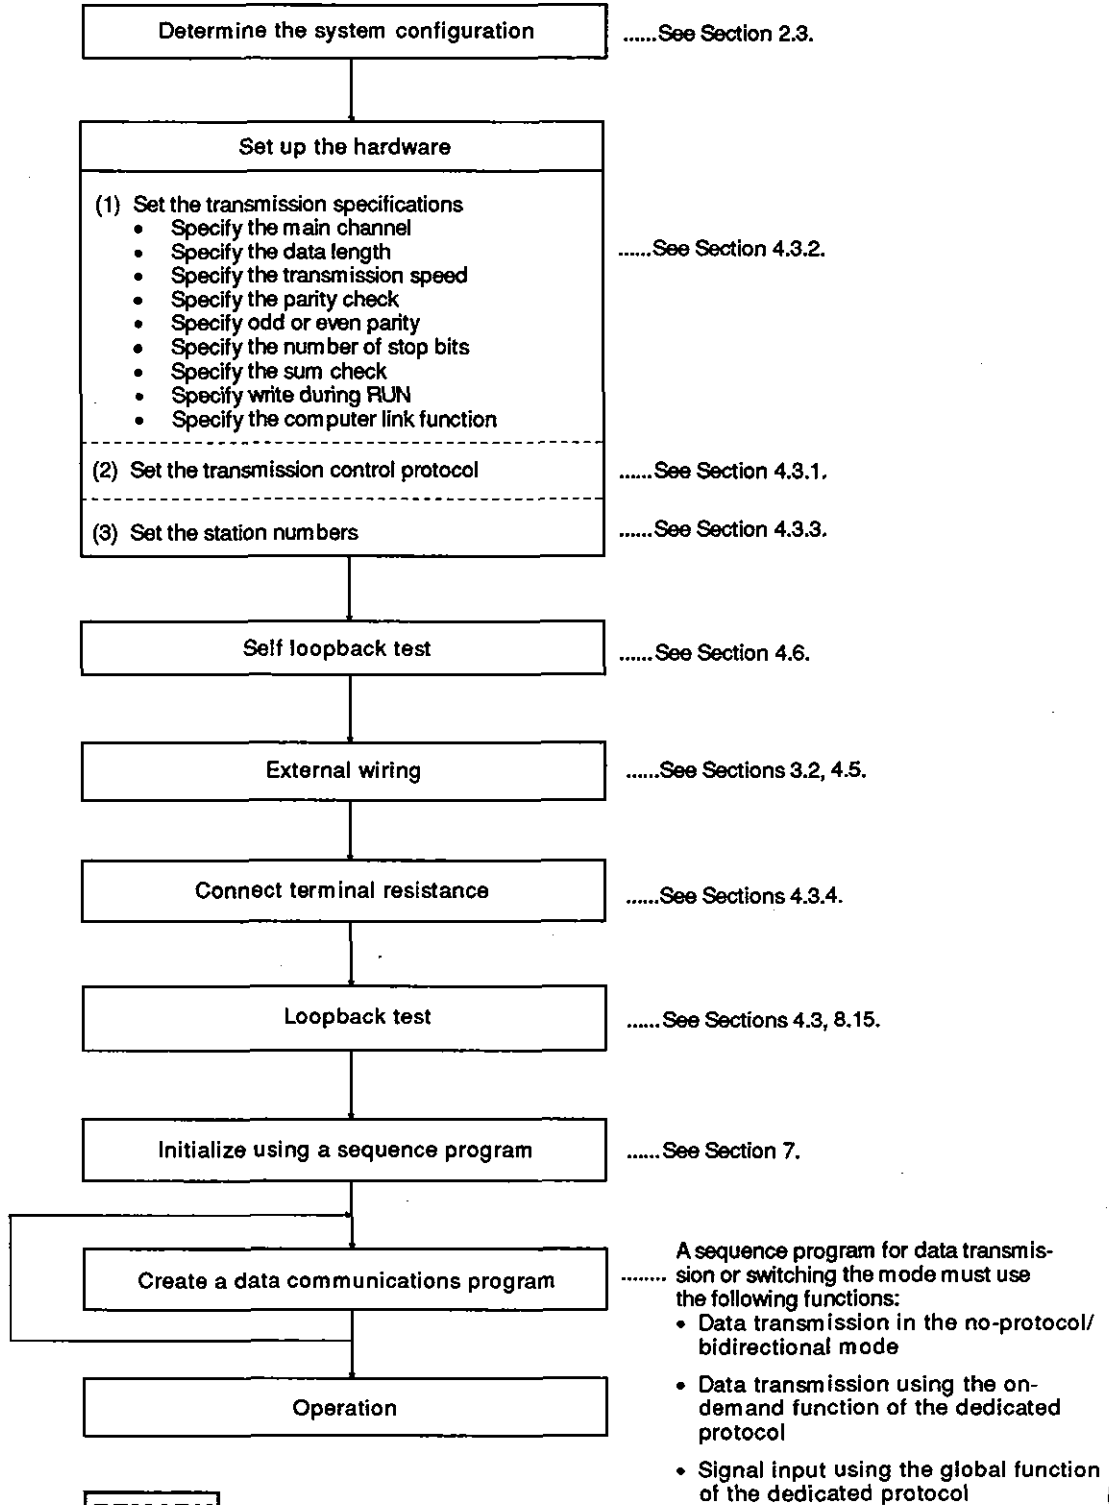 Determine the system configuration ......See Section 2.3.
Set up the hardware
(1) Set the transmission specifications
• Specify the main channel
• Specify the data length ......See Section 4.3.2.
• Specify the transmission speed
• Specify the parity check
• Specify odd or even parity
• Specify the number of stop bits
• Specify the sum check
• Specify write during RUN
• Specify the computer link function
(2) Set the transmission control protocol ......See Section 4.3.1.
(3) Set the station numbers ......See Section 4.3.3.
Self loopback test ......See Section 4.6.
External wiring ......See Sections 3.2, 4.5.
Connect terminal resistance ......See Sections 4.3.4.
Loopback test ......See Sections 4.3, 8.15.
Initialize using a sequence program ......See Section 7.
Create a data communications program ........
A sequence program for data transmis-
sion or switching the mode must use
the following functions:
• Data transmission in the no-protocol/
bidirectional mode
• Data transmission using the on-
demand function of the dedicated
protocol
• Signal input using the global function
of the dedicated protocol
Operation